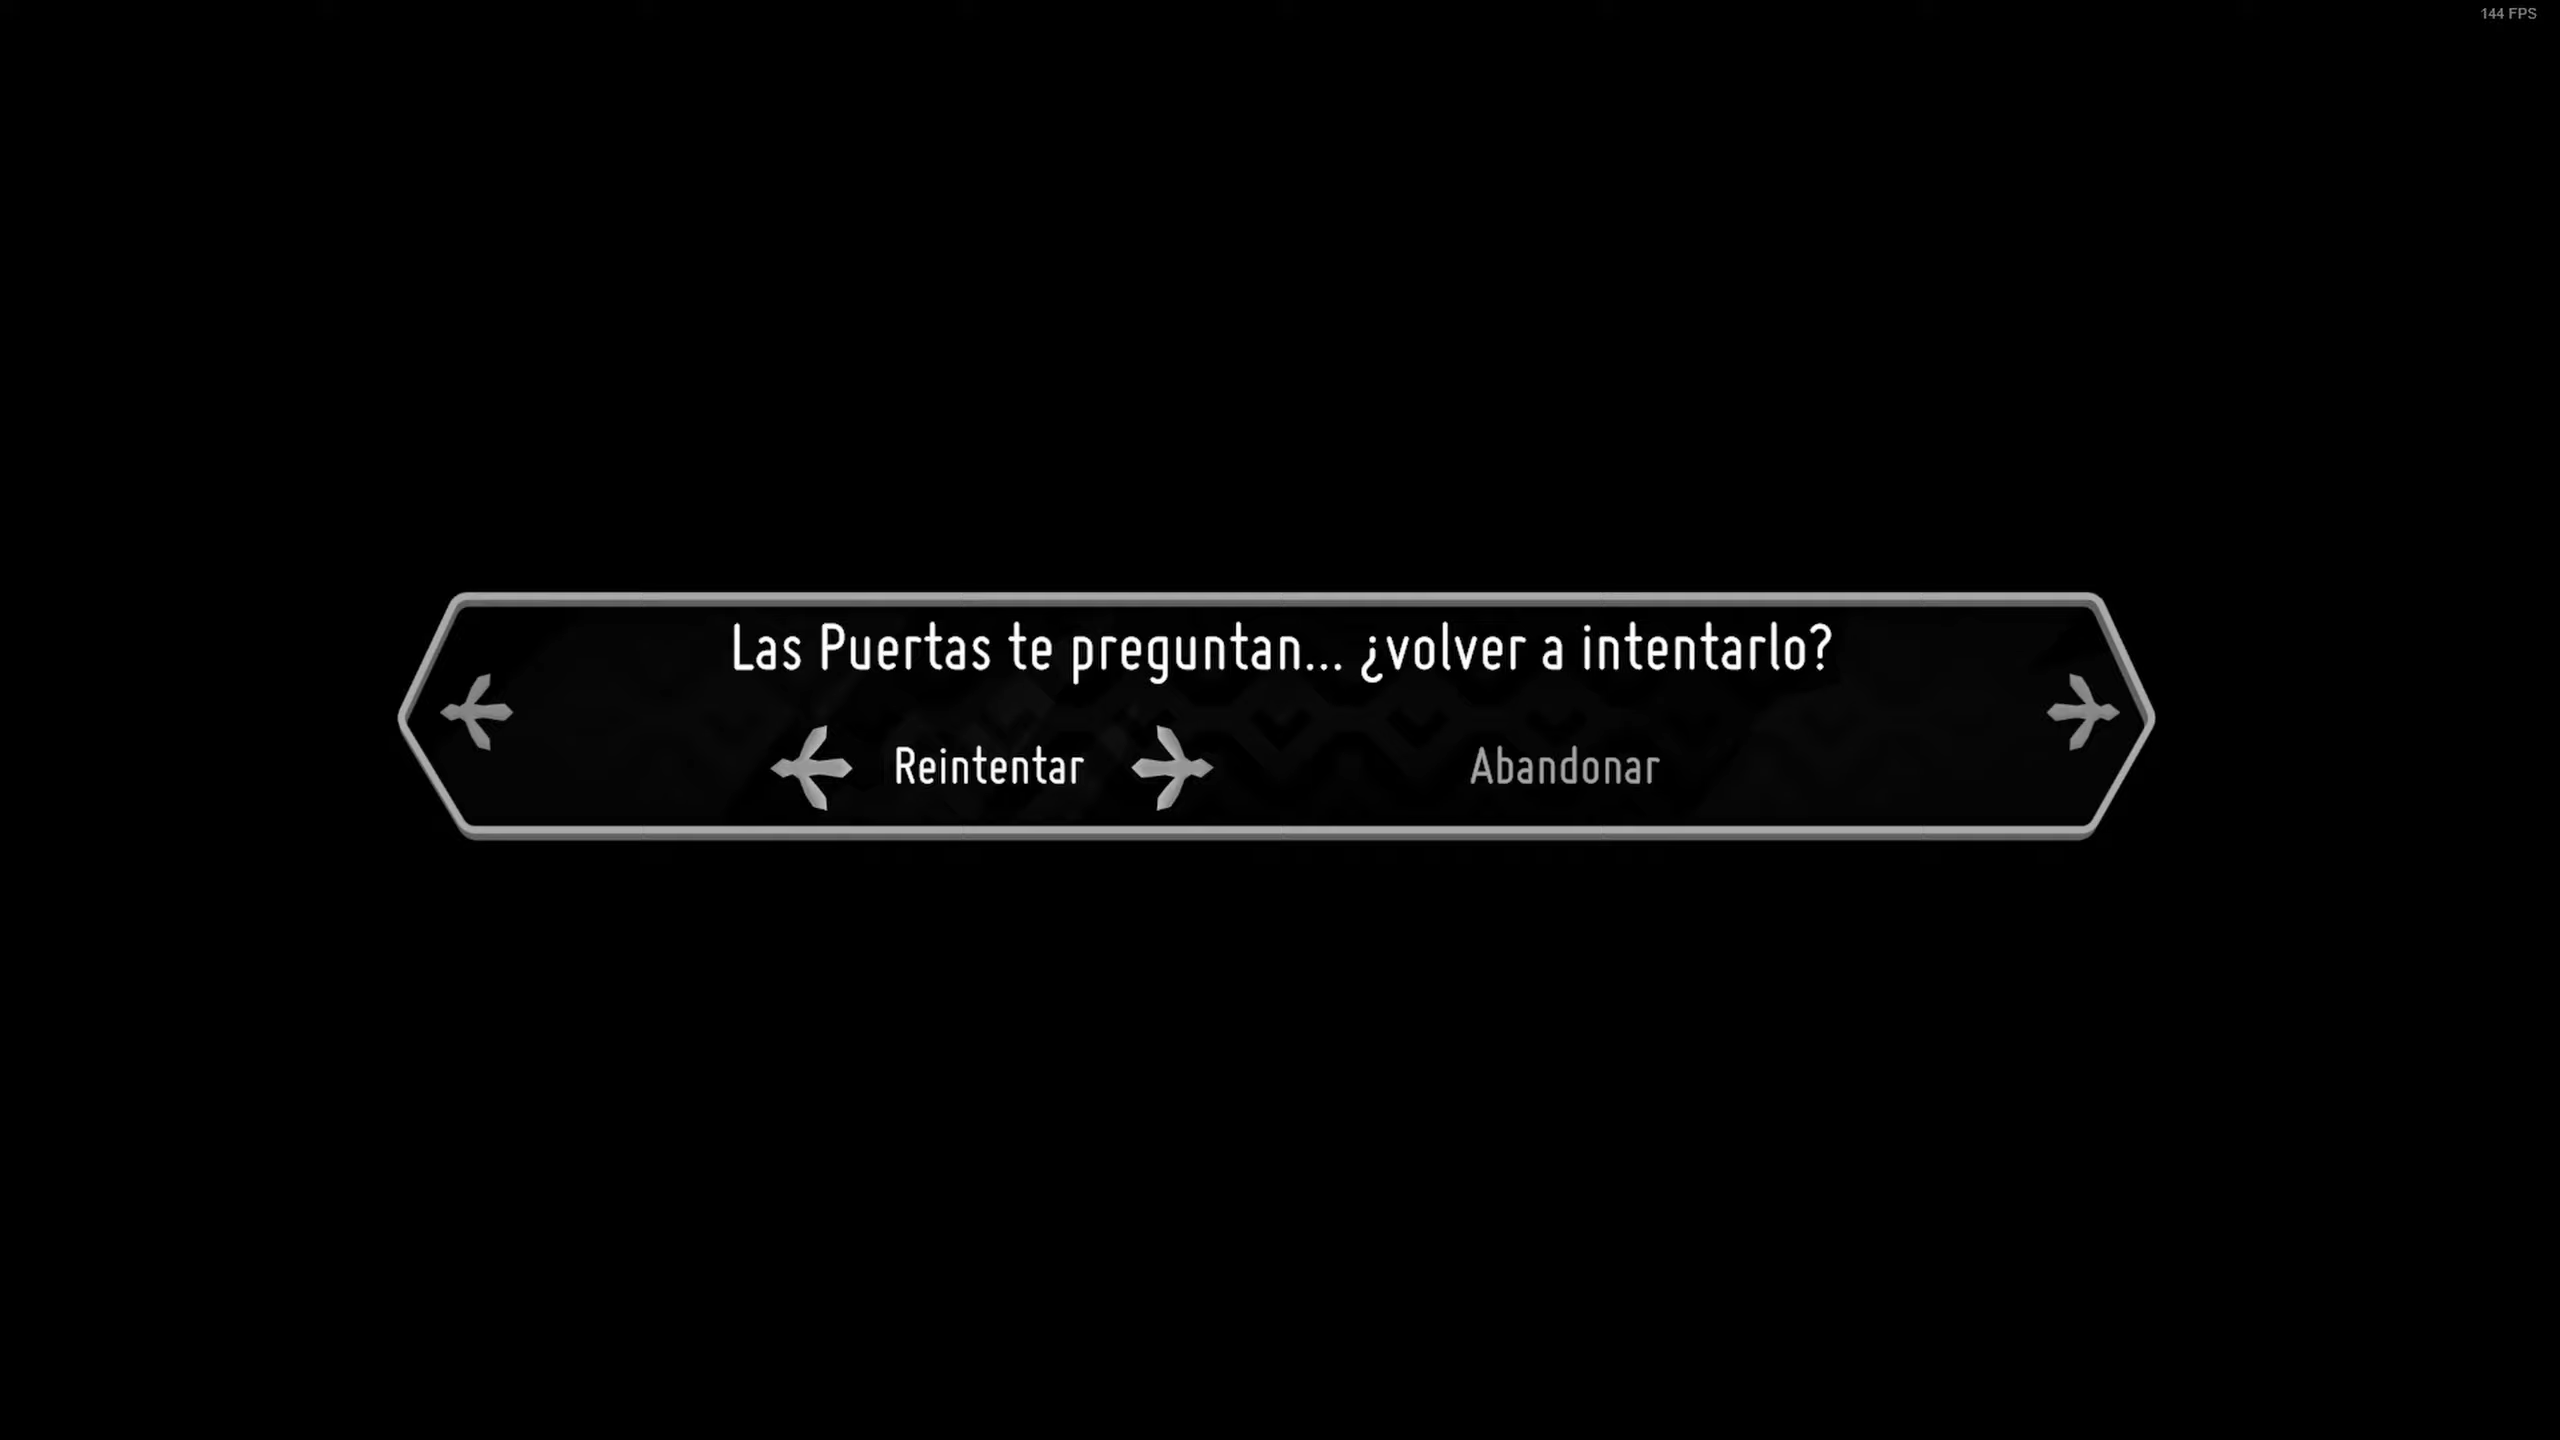 144 FPS
Las Puertas te preguntan... ¿volver a intentarlo?
Reintentar Abandonar